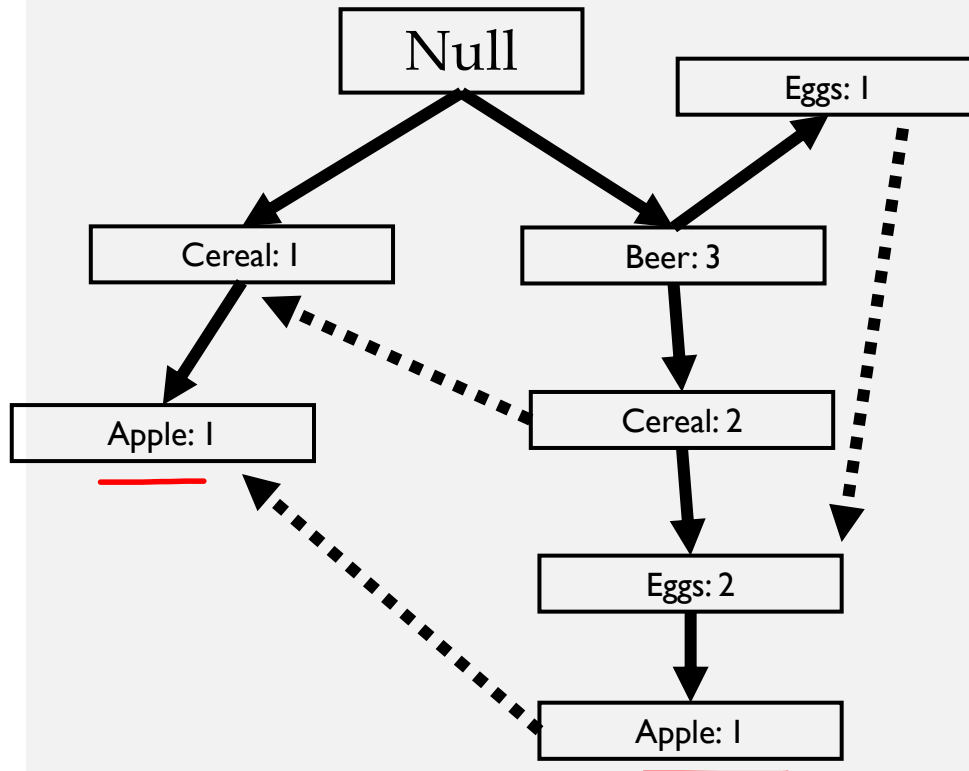 Null
Eggs: 1
Cereal: 1
Beer: 3
Apple: 1
Cereal: 2
Eggs: 2
Apple: 1